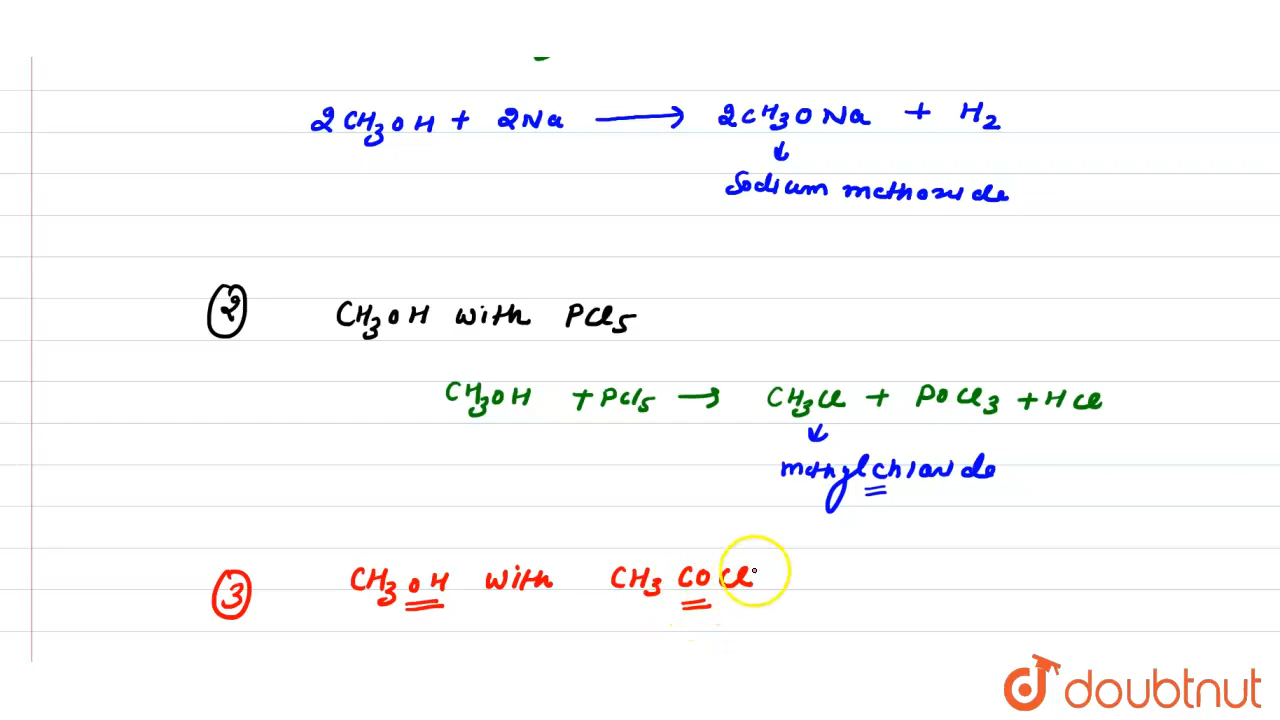 2CH3OH + 2Na ⟶ 2CH3ONa + H2
↓
Sodium methoxide
② CH3OH with PCl5
CH3OH + PCl5 → CH3Cl + POCl3 + HCl
↓
methylchloride
③ CH3OH with CH3COCl
doubtnut